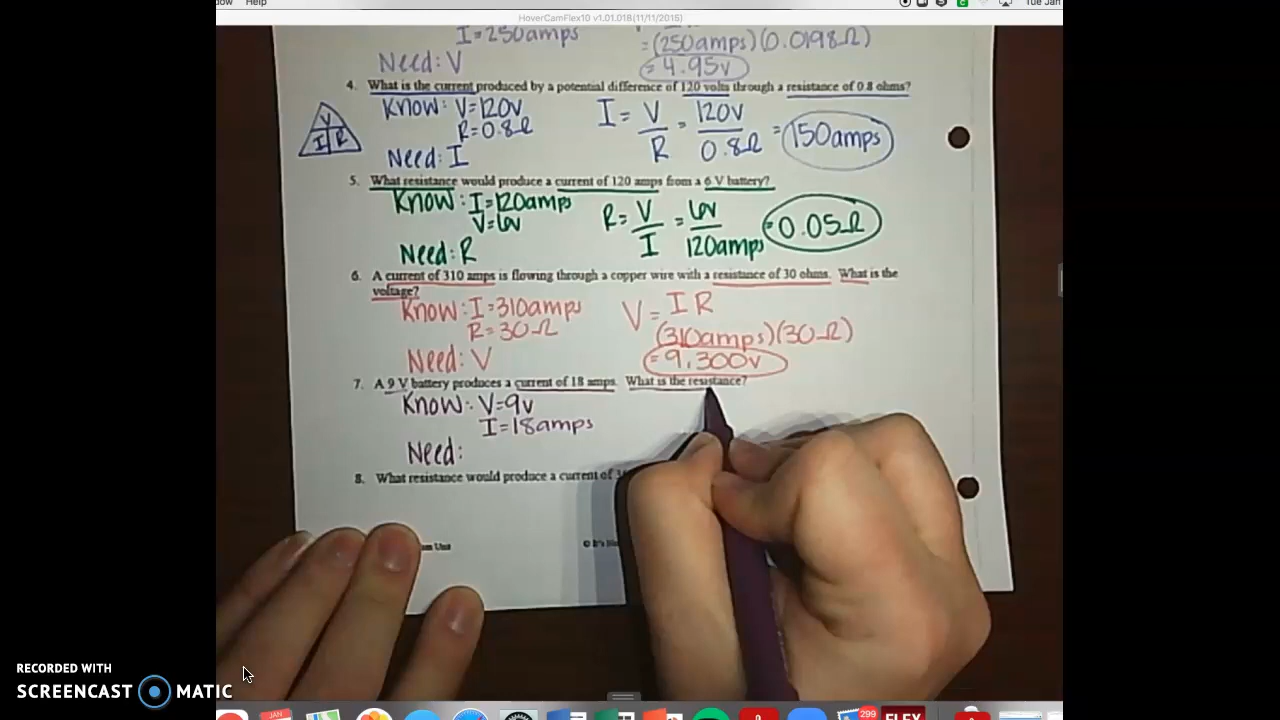 Help
Tue Jan
HoverCamFlex10 v1.01.018(11/11/2015)
I=250amps
=(250amps)(0.0198Ω)
Need: V
=4.95v
4. What is the current produced by a potential difference of 120 volts through a resistance of 0.8 ohms?
Know: V=120v
R=0.8Ω
Need: I
V
I R
I = V/R = 120v/0.8Ω = 150amps
5. What resistance would produce a current of 120 amps from a 6 V battery?
Know: I=120amps
V=6v
Need: R
R= V/I = 6v/120amps = 0.05Ω
6. A current of 310 amps is flowing through a copper wire with a resistance of 30 ohms. What is the
voltage?
Know: I=310amps
R=30Ω
Need: V
V= I R
(310amps)(30Ω)
=9,300v
7. A 9 V battery produces a current of 18 amps. What is the resistance?
Know: V=9v
I=18amps
Need:
8. What resistance would produce a current of
Unit
RECORDED WITH
SCREENCAST MATIC
JAN
299
FLEX